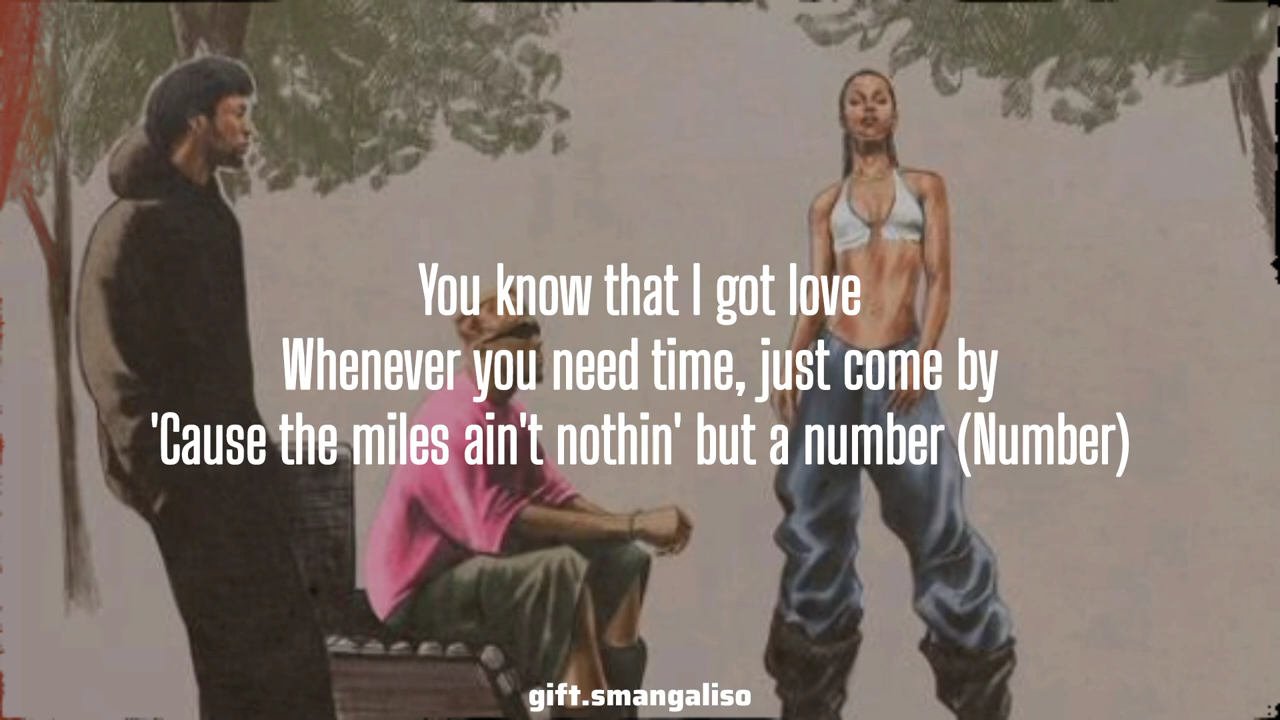 You know that I got love
Whenever you need time, just come by
'Cause the miles ain't nothin' but a number (Number)
gift.smangaliso